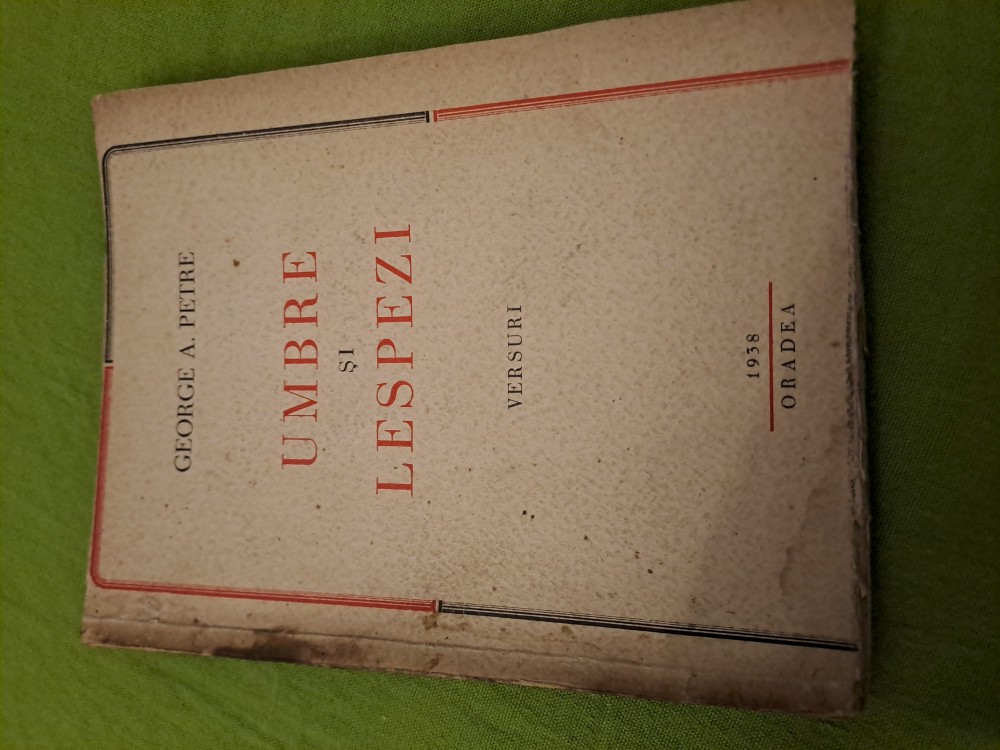 GEORGE A. PETRE
UMBRE
ȘI
LESPEZI
VERSURI
1938
ORADEA